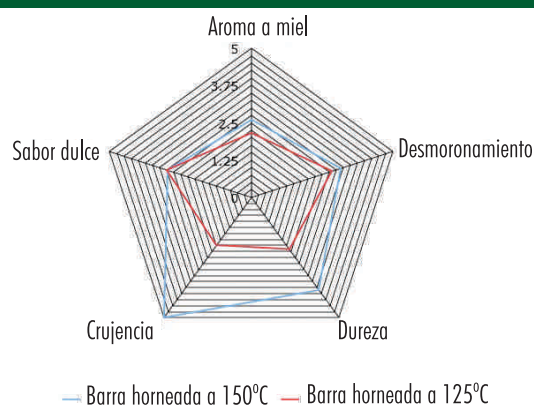 Aroma a miel
5
3.75
2.5
1.25
0
Sabor dulce
Desmoronamiento
Crujencia
Dureza
Barra horneada a 150ºC Barra horneada a 125ºC